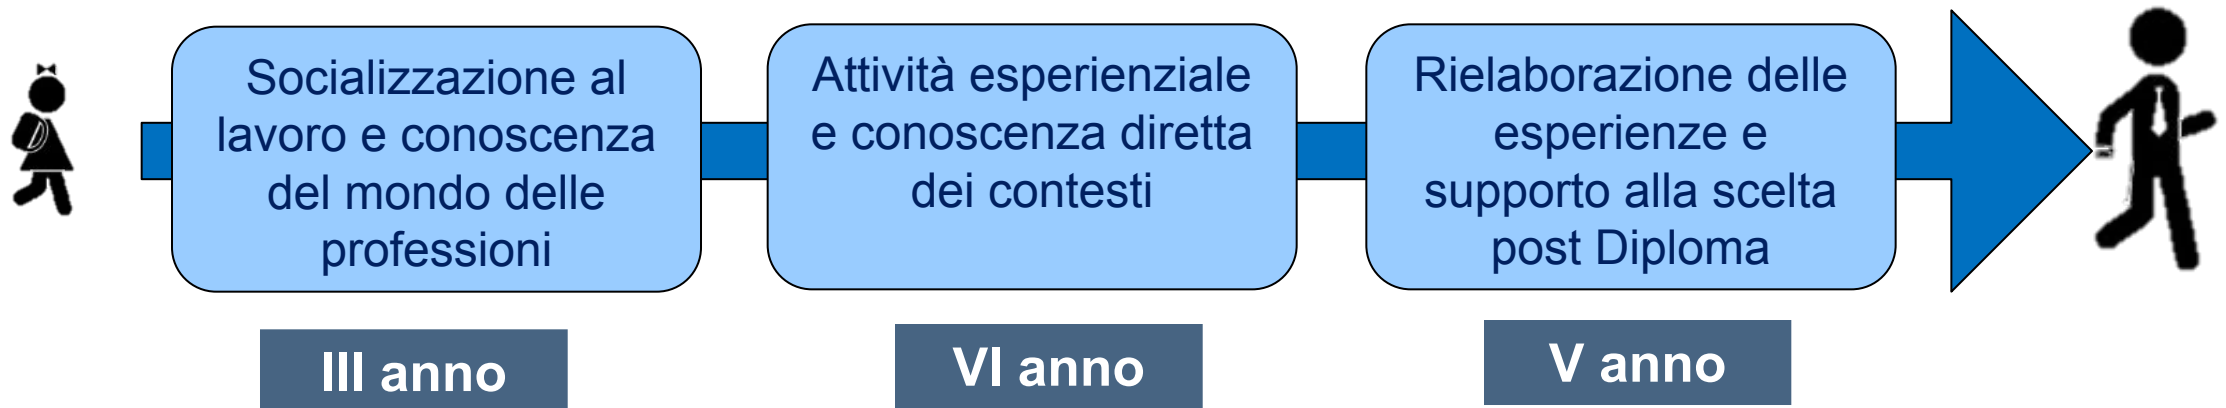 Socializzazione al
lavoro e conoscenza
del mondo delle
professioni
Attività esperienziale
e conoscenza diretta
dei contesti
Rielaborazione delle
esperienze e
supporto alla scelta
post Diploma
III anno
VI anno
V anno